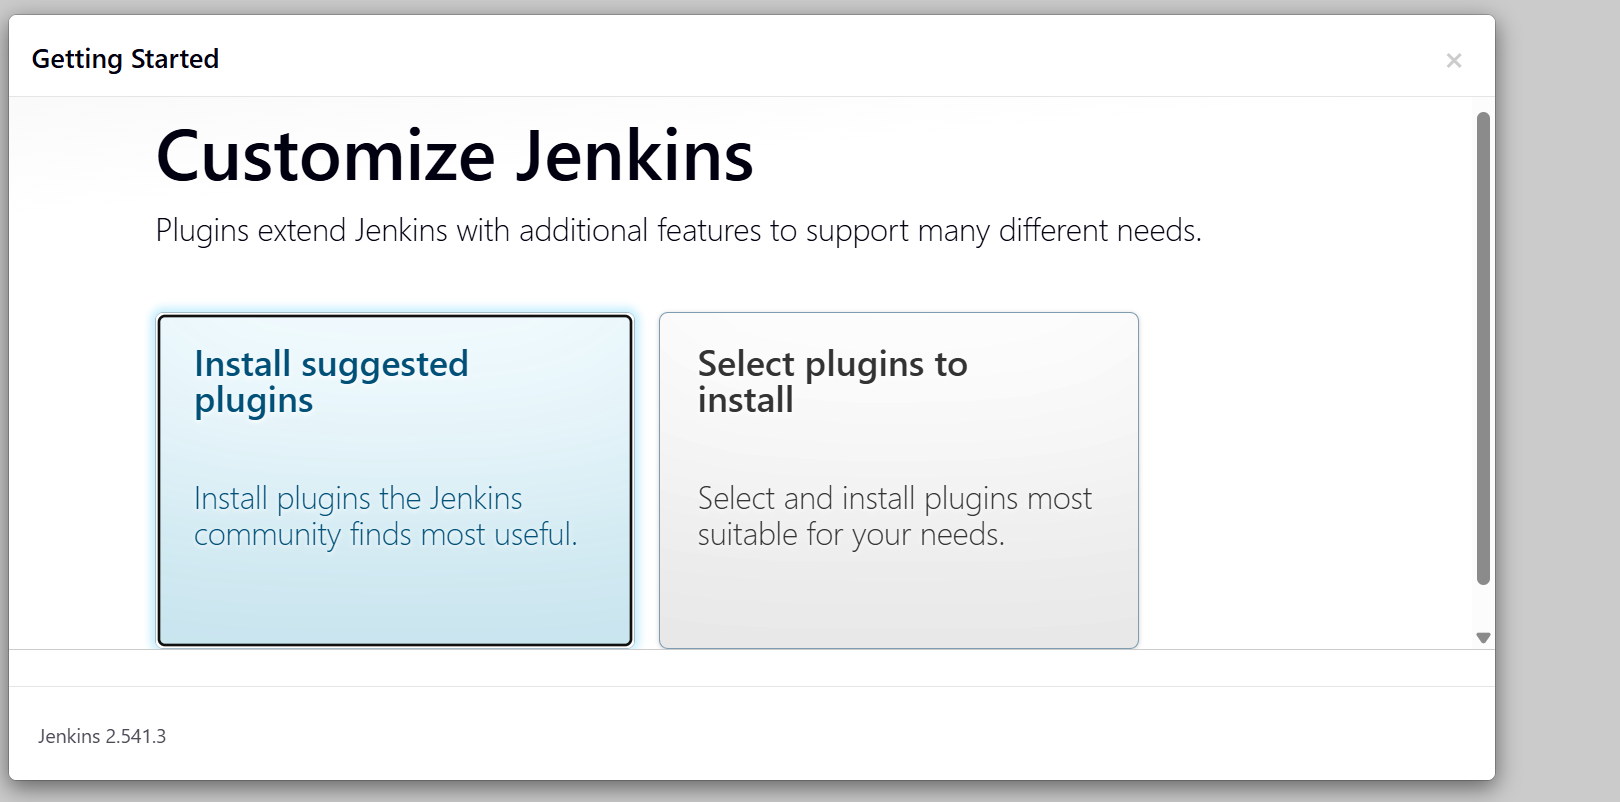 Getting Started
×
Customize Jenkins
Plugins extend Jenkins with additional features to support many different needs.
Install suggested
plugins
Install plugins the Jenkins
community finds most useful.
Select plugins to
install
Select and install plugins most
suitable for your needs.
Jenkins 2.541.3